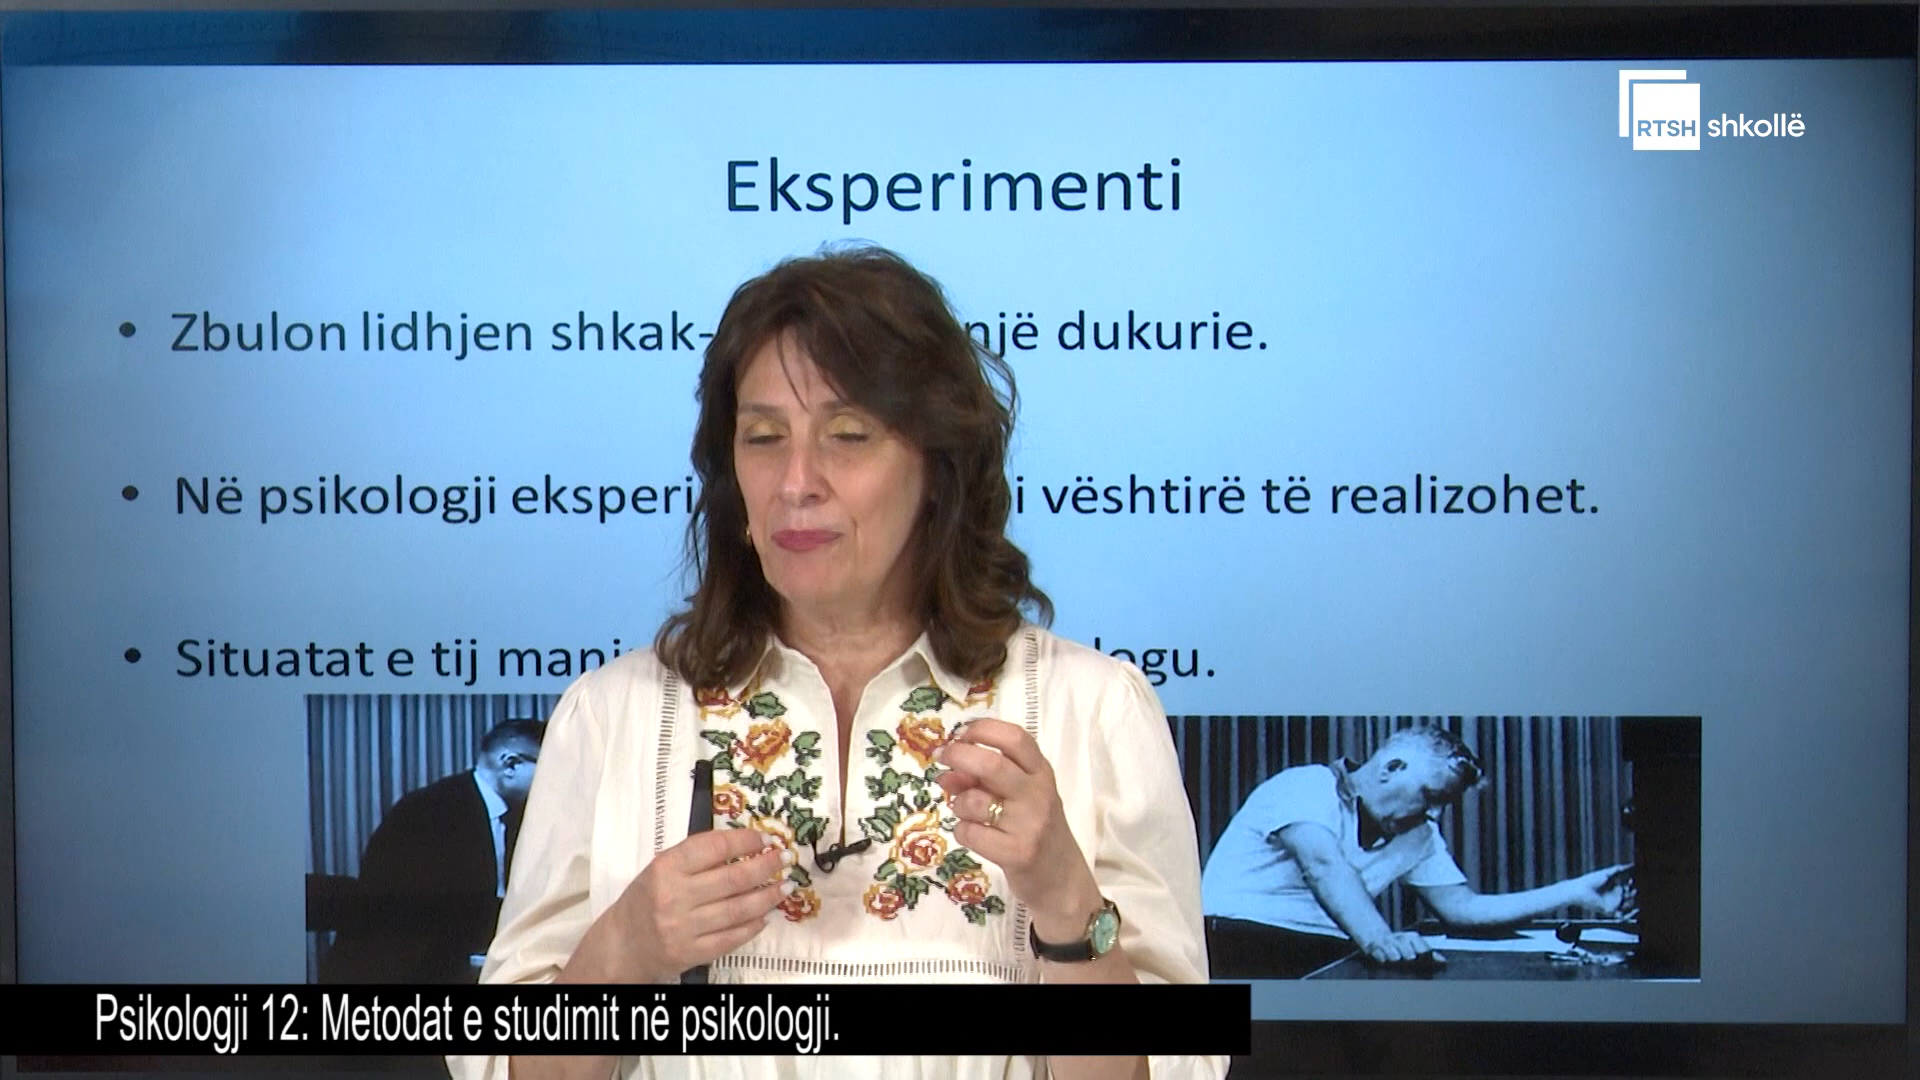 RTSH shkollë
Eksperimenti
• Zbulon lidhjen shkak- një dukurie.
• Në psikologji eksperi i vështirë të realizohet.
• Situatat e tij mani
Psikologji 12: Metodat e studimit në psikologji.